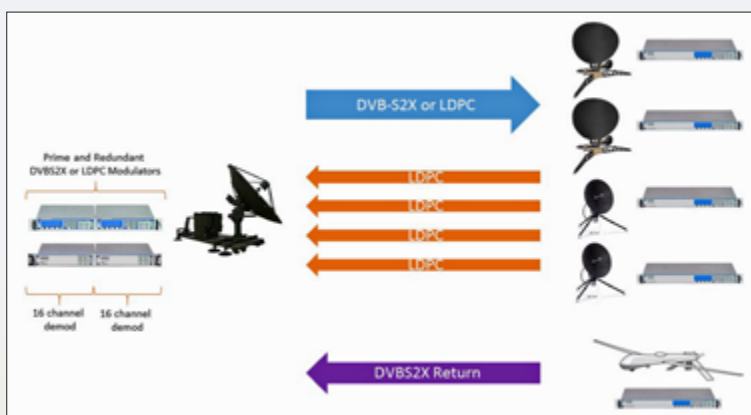 DVB-S2X or LDPC
Prime and Redundant
DVBS2X or LDPC Modulators
LDPC
LDPC
LDPC
LDPC
16 channel
demod
16 channel
demod
DVBS2X Return